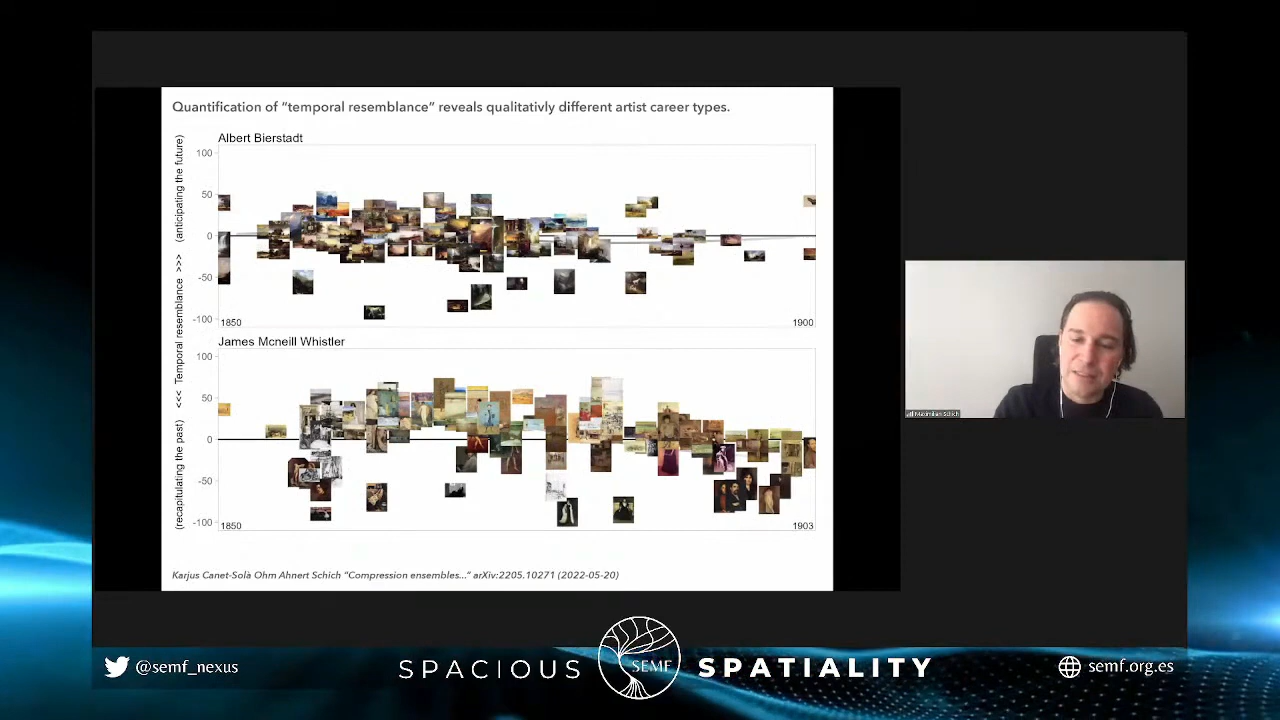 Quantification of “temporal resemblance” reveals qualitativly different artist career types.
Albert Bierstadt
100
50
0
-50
-100
1850
1900
James Mcneill Whistler
100
50
0
-50
-100
1850
1903
(recapitulating the past) <<< Temporal resemblance >>> (anticipating the future)
Karjus Canet-Solà Ohm Ahnert Schich “Compression ensembles...” arXiv:2205.10271 (2022-05-20)
Maximilian Schich
@semf_nexus
SPACIOUS
SEMF
SPATIALITY
semf.org.es